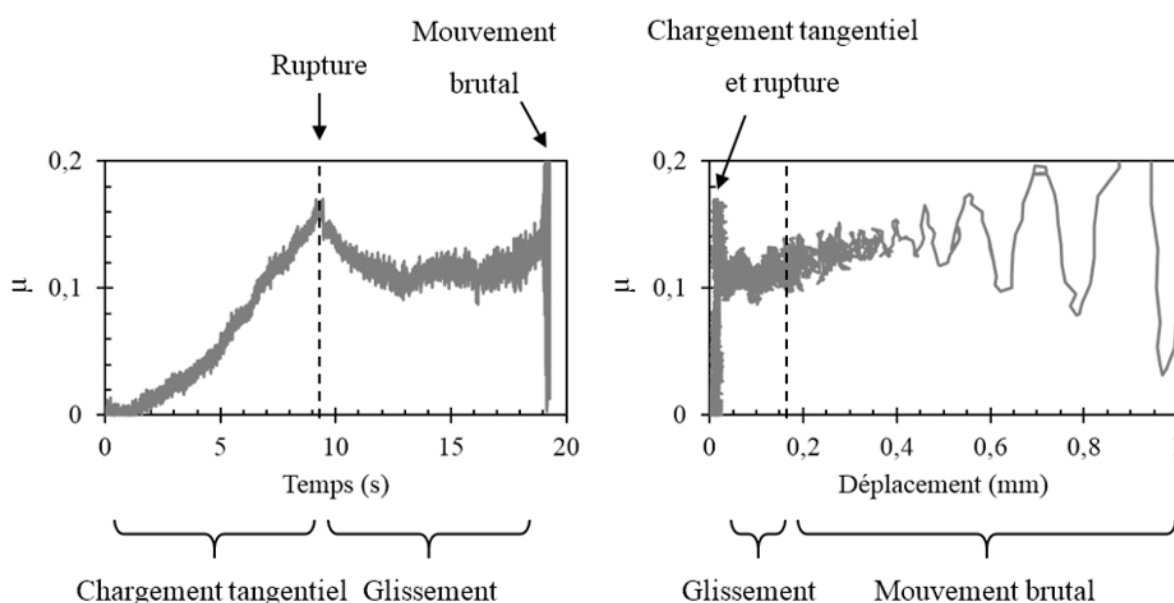 Mouvement
brutal
Rupture
Chargement tangentiel
et rupture
0,2
0,1
0
μ
0 5 10 15 20
Temps (s)
Chargement tangentiel Glissement
0,2
0,1
0
μ
0 0,2 0,4 0,6 0,8 1
Déplacement (mm)
Glissement Mouvement brutal